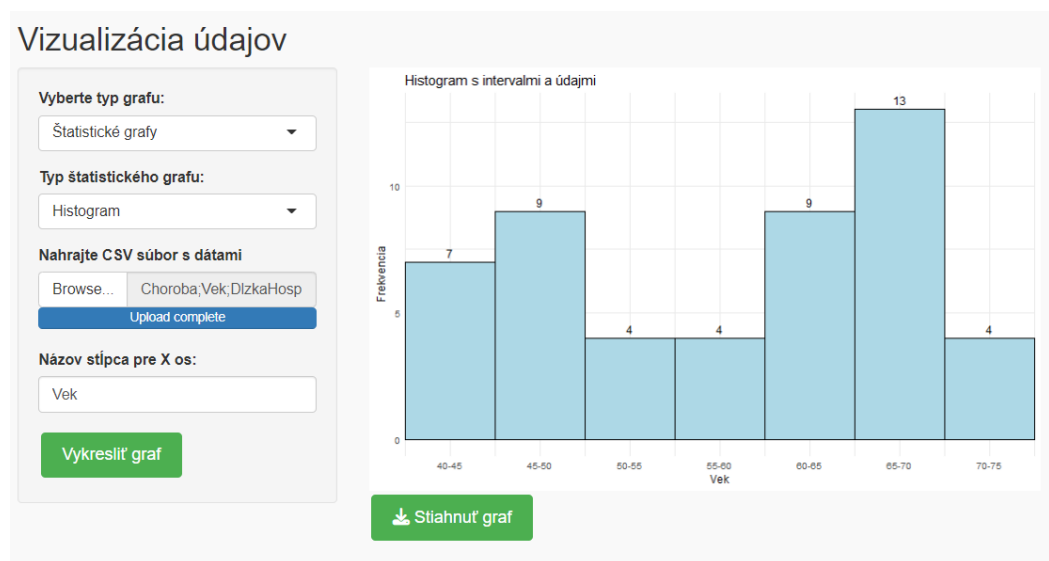 Vizualizácia údajov
Vyberte typ grafu:
Štatistické grafy
Typ štatistického grafu:
Histogram
Nahrajte CSV súbor s dátami
Browse... Choroba;Vek;DlzkaHosp
Upload complete
Názov stĺpca pre X os:
Vek
Vykresliť graf
Histogram s intervalmi a údajmi
13
10
9
9
7
Frekvencia
5
4
4
4
0
40-45 45-50 50-55 55-60 60-65 65-70 70-75
Vek
Stiahnuť graf